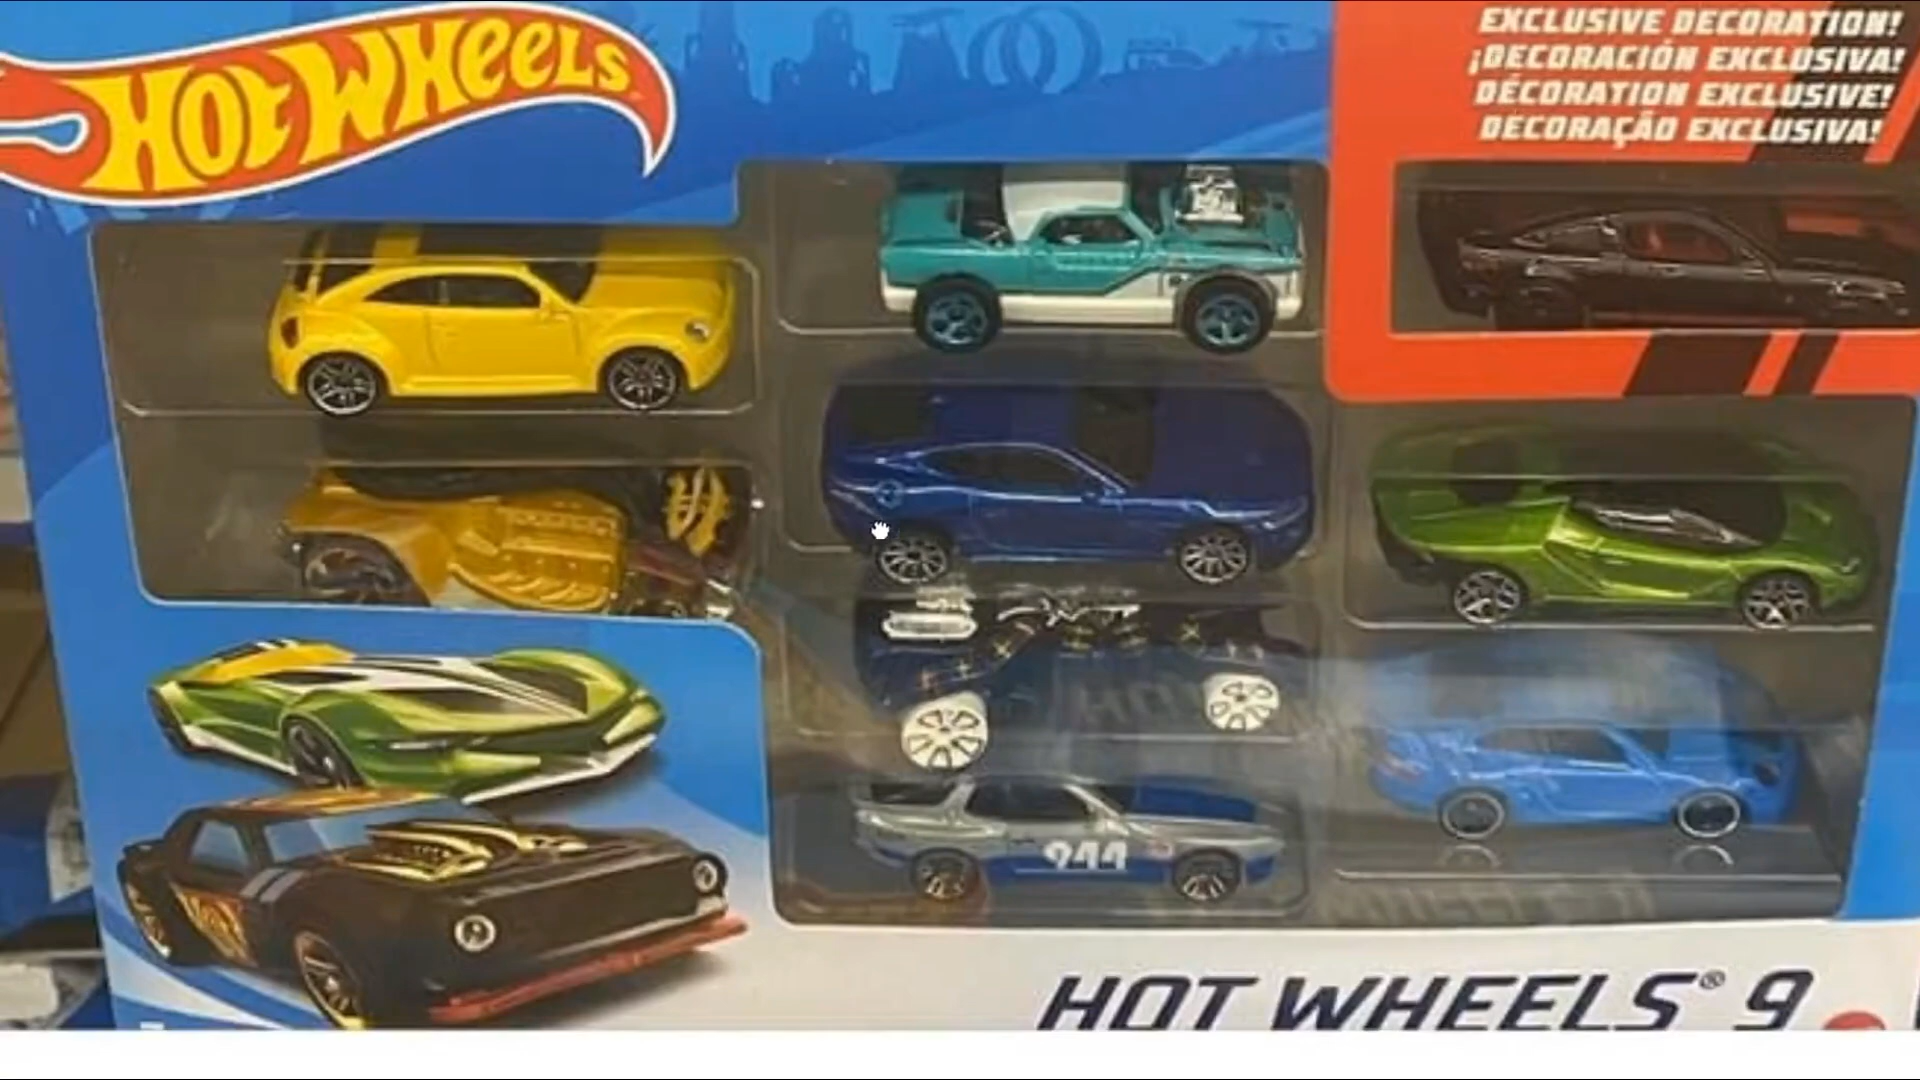 HOT WHEELS
EXCLUSIVE DECORATION!
¡DECORACIÓN EXCLUSIVA!
DÉCORATION EXCLUSIVE!
DECORAÇÃO EXCLUSIVA!
944
HOT WHEELS® 9